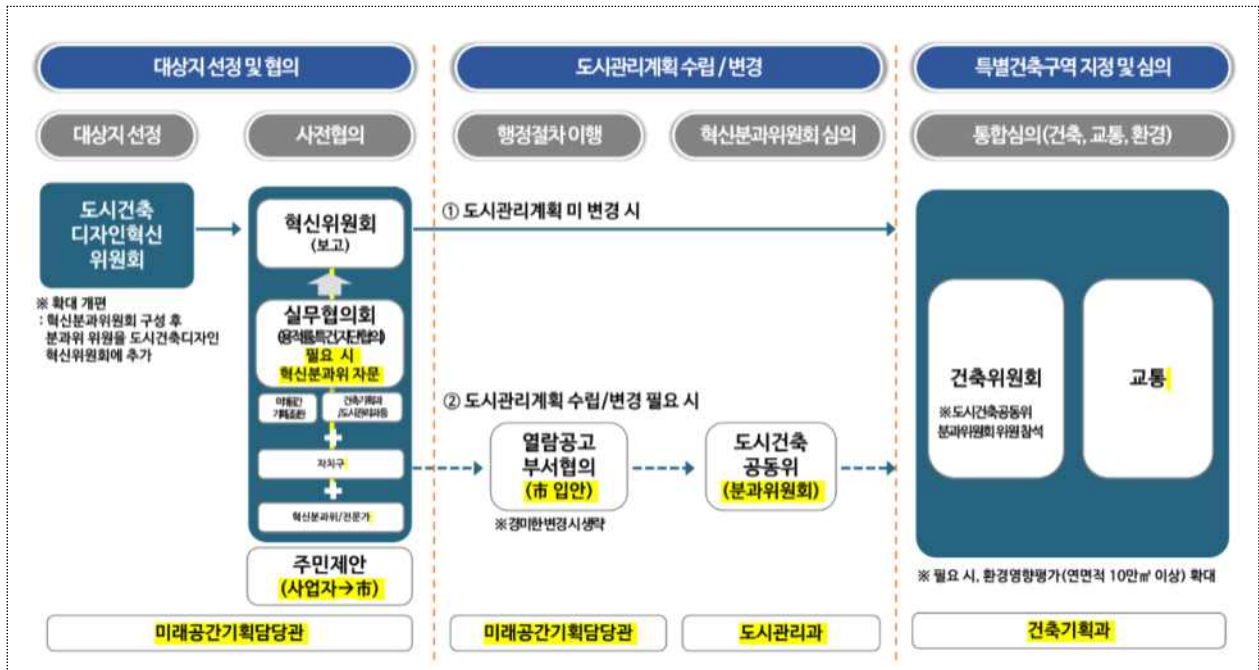 대상지 선정 및 협의
도시관리계획 수립 / 변경
특별건축구역 지정 및 심의
대상지 선정
사전협의
행정절차 이행
혁신분과위원회 심의
통합심의(건축, 교통, 환경)
도시건축
디자인혁신
위원회
※ 확대 개편
: 혁신분과위원회 구성 후
분과위 위원을 도시건축디자인
혁신위원회에 추가
혁신위원회
(보고)
실무협의회
필요 시
혁신분과위 자문
건축기획과
/도시관리과등
자치구
혁신분과위/전문가
주민제안
(사업자→市)
① 도시관리계획 미 변경 시
② 도시관리계획 수립/변경 필요 시
열람공고
부서협의
(市 입안)
※경미한 변경 시 생략
도시건축
공동위
(분과위원회)
건축위원회
※도시건축공동위
분과위원회 위원 참석
교통
※ 필요 시, 환경영향평가(연면적 10만㎡ 이상) 확대
미래공간기획담당관
미래공간기획담당관
도시관리과
건축기획과